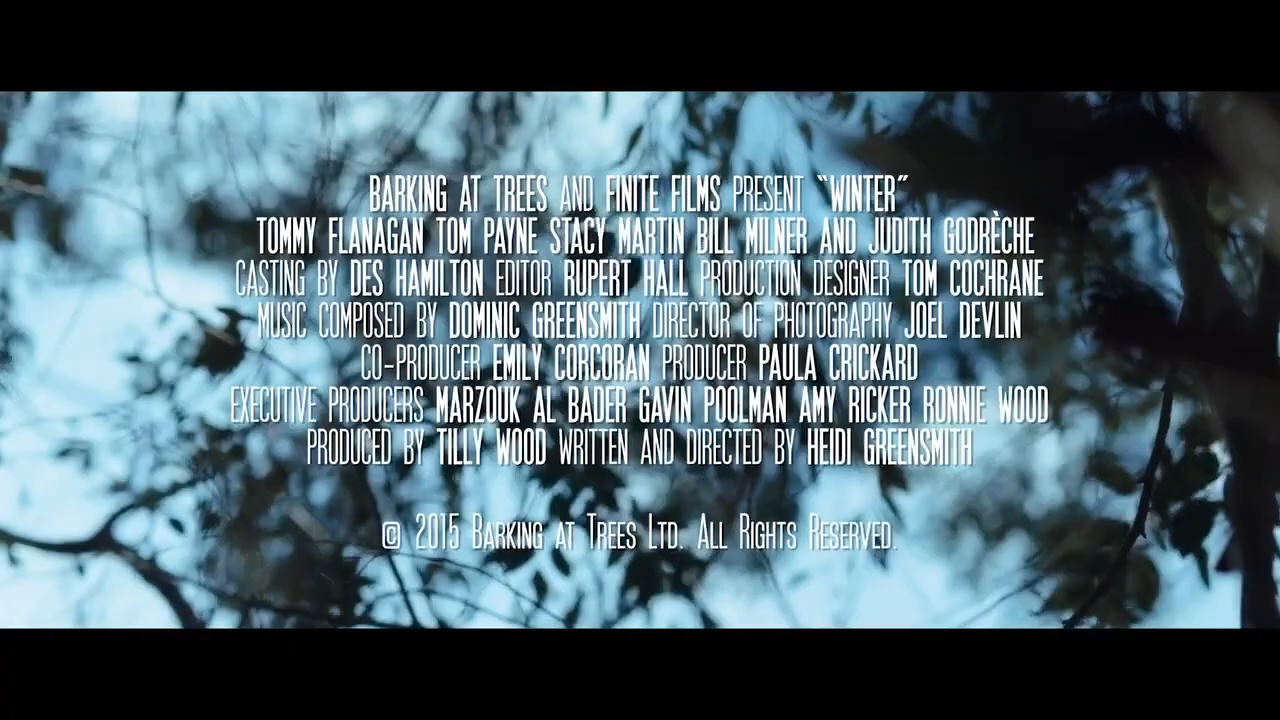 BARKING AT TREES AND FINITE FILMS PRESENT “WINTER”
TOMMY FLANAGAN TOM PAYNE STACY MARTIN BILL MILNER AND JUDITH GODRÈCHE
CASTING BY DES HAMILTON EDITOR RUPERT HALL PRODUCTION DESIGNER TOM COCHRANE
MUSIC COMPOSED BY DOMINIC GREENSMITH DIRECTOR OF PHOTOGRAPHY JOEL DEVLIN
CO-PRODUCER EMILY CORCORAN PRODUCER PAULA CRICKARD
EXECUTIVE PRODUCERS MARZOUK AL BADER GAVIN POOLMAN AMY RICKER RONNIE WOOD
PRODUCED BY TILLY WOOD WRITTEN AND DIRECTED BY HEIDI GREENSMITH
© 2015 BARKING AT TREES LTD. ALL RIGHTS RESERVED.